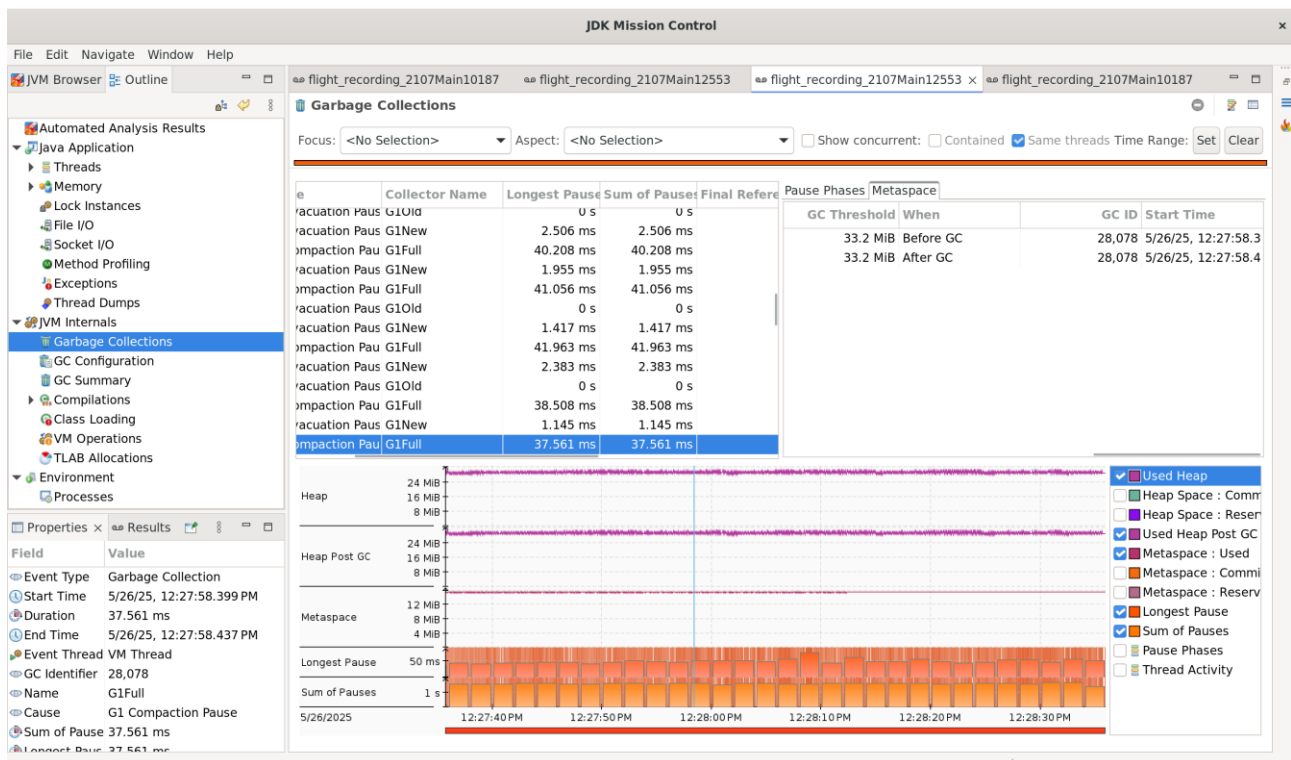 JDK Mission Control
×
File Edit Navigate Window Help
JVM Browser Outline
Automated Analysis Results
Java Application
Threads
Memory
Lock Instances
File I/O
Socket I/O
Method Profiling
Exceptions
Thread Dumps
JVM Internals
Garbage Collections
GC Configuration
GC Summary
Compilations
Class Loading
VM Operations
TLAB Allocations
Environment
Processes
Properties × Results
Field Value
Event Type Garbage Collection
Start Time 5/26/25, 12:27:58.399 PM
Duration 37.561 ms
End Time 5/26/25, 12:27:58.437 PM
Event Thread VM Thread
GC Identifier 28,078
Name G1Full
Cause G1 Compaction Pause
Sum of Pause 37.561 ms
Longest Paus 37.561 ms
flight_recording_2107Main10187 flight_recording_2107Main12553 flight_recording_2107Main12553 × flight_recording_2107Main10187
Garbage Collections
Focus: <No Selection> Aspect: <No Selection> Show concurrent: Contained Same threads Time Range: Set Clear
e Collector Name Longest Pause Sum of Pauses Final Refere
vacuation Paus G1Old 0 s 0 s
vacuation Paus G1New 2.506 ms 2.506 ms
ompaction Pau G1Full 40.208 ms 40.208 ms
vacuation Paus G1New 1.955 ms 1.955 ms
ompaction Pau G1Full 41.056 ms 41.056 ms
vacuation Paus G1Old 0 s 0 s
vacuation Paus G1New 1.417 ms 1.417 ms
ompaction Pau G1Full 41.963 ms 41.963 ms
vacuation Paus G1New 2.383 ms 2.383 ms
vacuation Paus G1Old 0 s 0 s
ompaction Pau G1Full 38.508 ms 38.508 ms
vacuation Paus G1New 1.145 ms 1.145 ms
ompaction Pau G1Full 37.561 ms 37.561 ms
Pause Phases Metaspace
GC Threshold When GC ID Start Time
33.2 MiB Before GC 28,078 5/26/25, 12:27:58.3
33.2 MiB After GC 28,078 5/26/25, 12:27:58.4
Heap
24 MiB
16 MiB
8 MiB
Heap Post GC
24 MiB
16 MiB
8 MiB
Metaspace
12 MiB
8 MiB
4 MiB
Longest Pause 50 ms
Sum of Pauses 1 s
5/26/2025 12:27:40 PM 12:27:50 PM 12:28:00 PM 12:28:10 PM 12:28:20 PM 12:28:30 PM
Used Heap
Heap Space : Comm
Heap Space : Reser
Used Heap Post GC
Metaspace : Used
Metaspace : Commi
Metaspace : Reserv
Longest Pause
Sum of Pauses
Pause Phases
Thread Activity